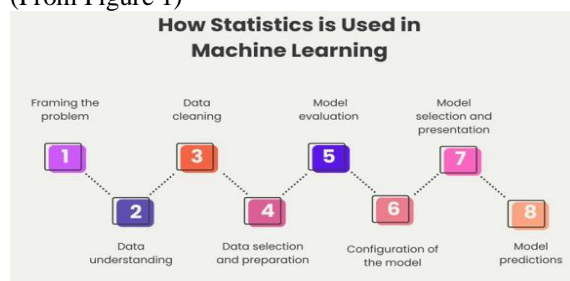 (From Figure 1)
How Statistics is Used in
Machine Learning
Framing the
problem
1
2
Data
understanding
Data
cleaning
3
4
Data selection
and preparation
Model
evaluation
5
6
Configuration of
the model
Model
selection and
presentation
7
8
Model
predictions